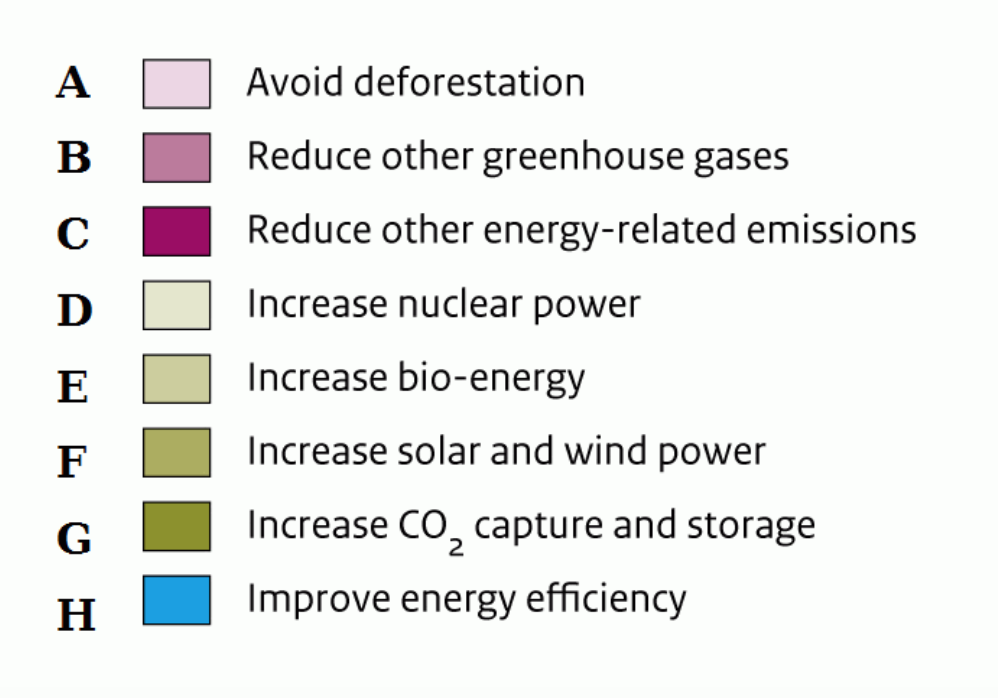 A Avoid deforestation
B Reduce other greenhouse gases
C Reduce other energy-related emissions
D Increase nuclear power
E Increase bio-energy
F Increase solar and wind power
G Increase CO₂ capture and storage
H Improve energy efficiency